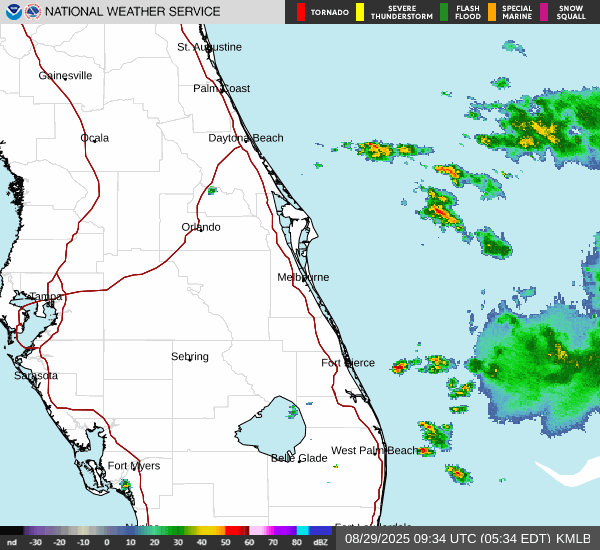 NATIONAL WEATHER SERVICE
TORNADO
SEVERE THUNDERSTORM
FLASH FLOOD
SPECIAL MARINE
SNOW SQUALL
St. Augustine
Gainesville
Palm Coast
Ocala
Daytona Beach
Orlando
Melbourne
Tampa
Sebring
Fort Pierce
Sarasota
West Palm Beach
Belle Glade
Fort Myers
nd -30 -20 -10 0 10 20 30 40 50 60 70 80 dBZ
08/29/2025 09:34 UTC (05:34 EDT) KMLB